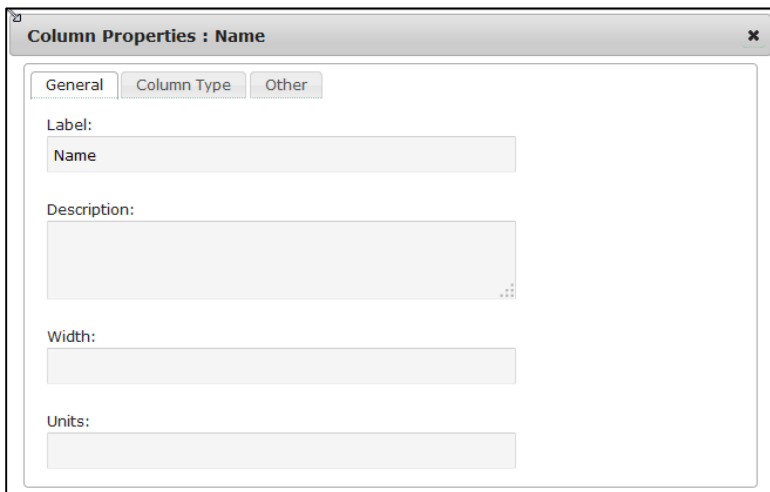 Column Properties : Name
General Column Type Other
Label:
Name
Description:
Width:
Units: